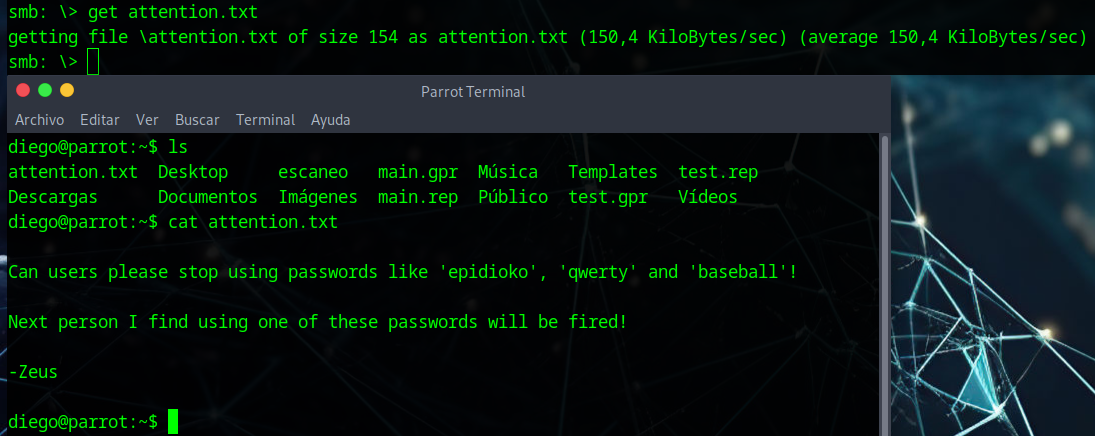 smb: \> get attention.txt
getting file \attention.txt of size 154 as attention.txt (150,4 KiloBytes/sec) (average 150,4 KiloBytes/sec)
smb: \>
Parrot Terminal
Archivo Editar Ver Buscar Terminal Ayuda
diego@parrot:~$ ls
attention.txt Desktop escaneo main.gpr Música Templates test.rep
Descargas Documentos Imágenes main.rep Público test.gpr Vídeos
diego@parrot:~$ cat attention.txt
Can users please stop using passwords like 'epidioko', 'qwerty' and 'baseball'!
Next person I find using one of these passwords will be fired!
-Zeus
diego@parrot:~$